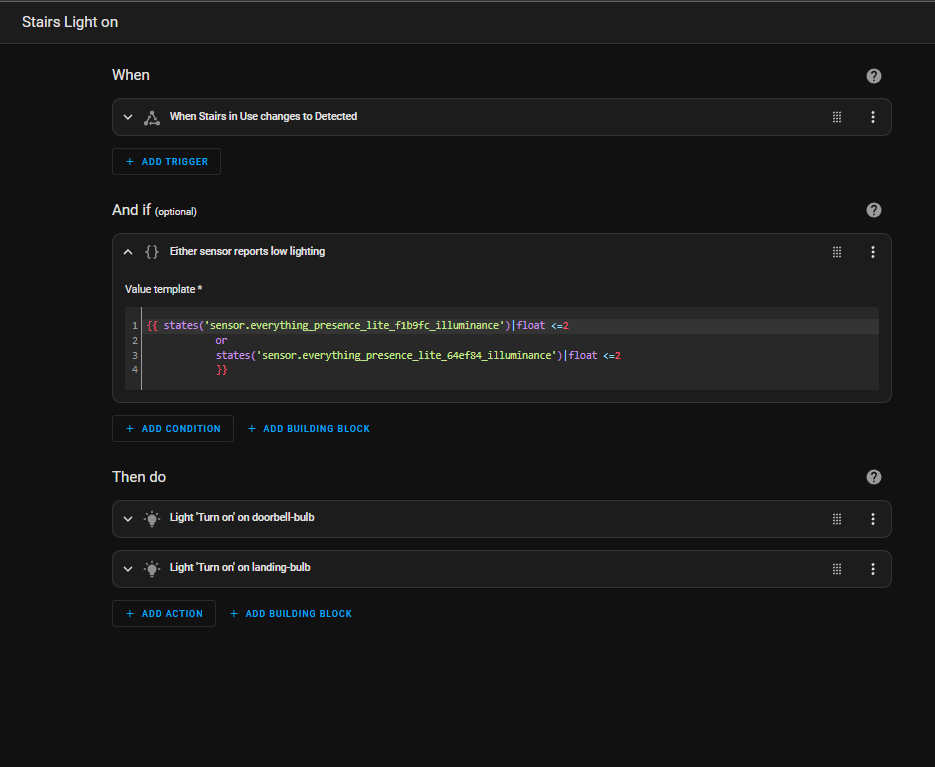 Stairs Light on
When
When Stairs in Use changes to Detected
+ ADD TRIGGER
And if (optional)
{} Either sensor reports low lighting
Value template *
1 {{ states('sensor.everything_presence_lite_f1b9fc_illuminance')|float <=2
2 or
3 states('sensor.everything_presence_lite_64ef84_illuminance')|float <=2
4 }}
+ ADD CONDITION + ADD BUILDING BLOCK
Then do
Light 'Turn on' on doorbell-bulb
Light 'Turn on' on landing-bulb
+ ADD ACTION + ADD BUILDING BLOCK